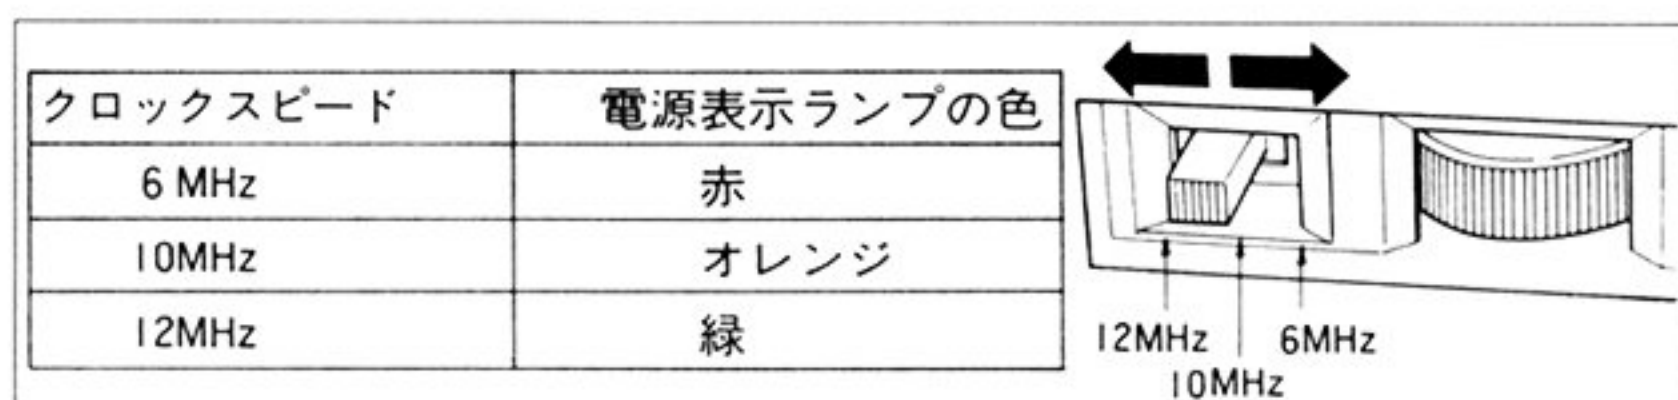 クロックスピード 電源表示ランプの色
6 MHz 赤
10MHz オレンジ
12MHz 緑
12MHz 6MHz
10MHz